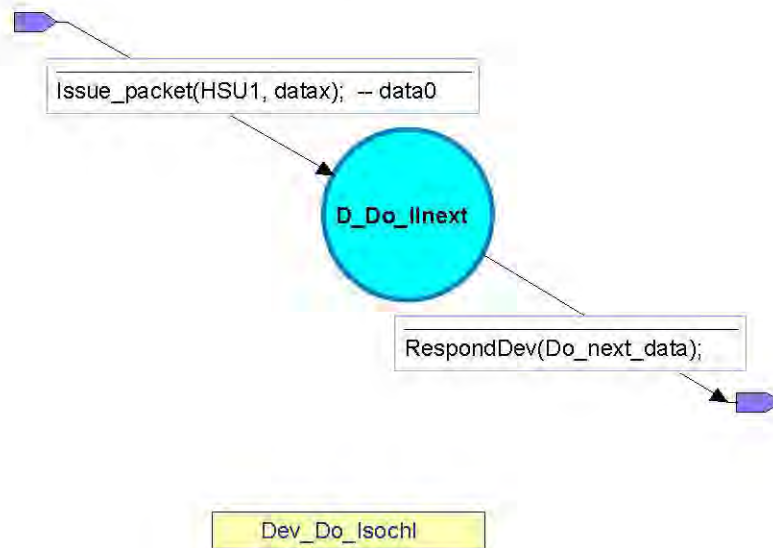 Issue_packet(HSU1, datax); -- data0
D_Do_IInext
RespondDev(Do_next_data);
Dev_Do_IsochI